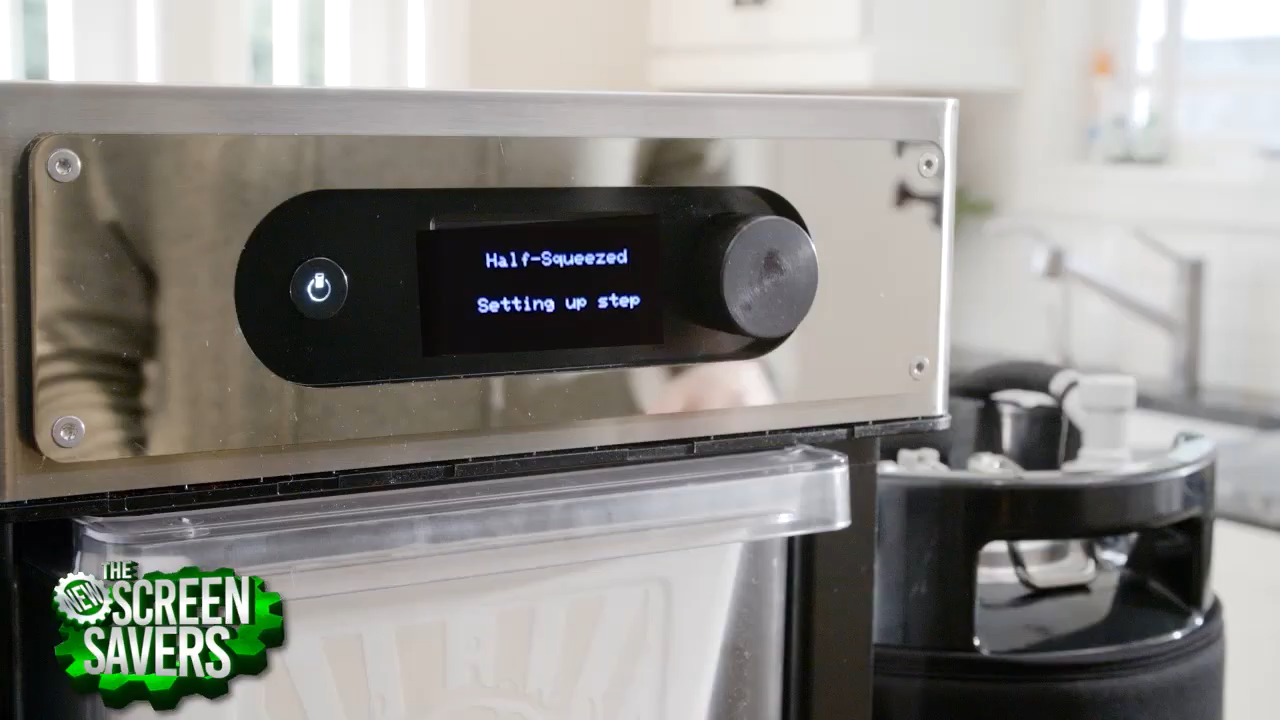 Half-Squeezed
Setting up step
THE
NEW
SCREEN
SAVERS